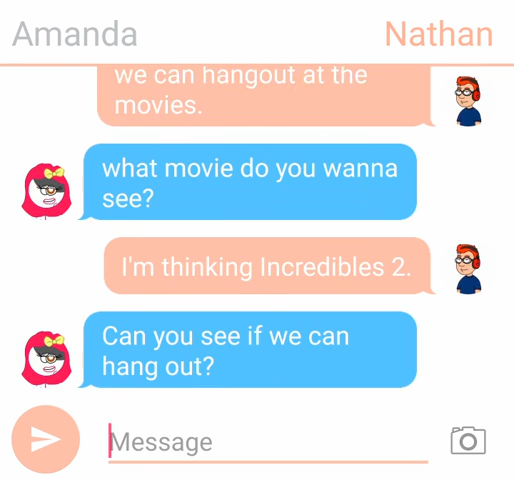 Amanda
Nathan
we can hangout at the
movies.
what movie do you wanna
see?
I'm thinking Incredibles 2.
Can you see if we can
hang out?
Message